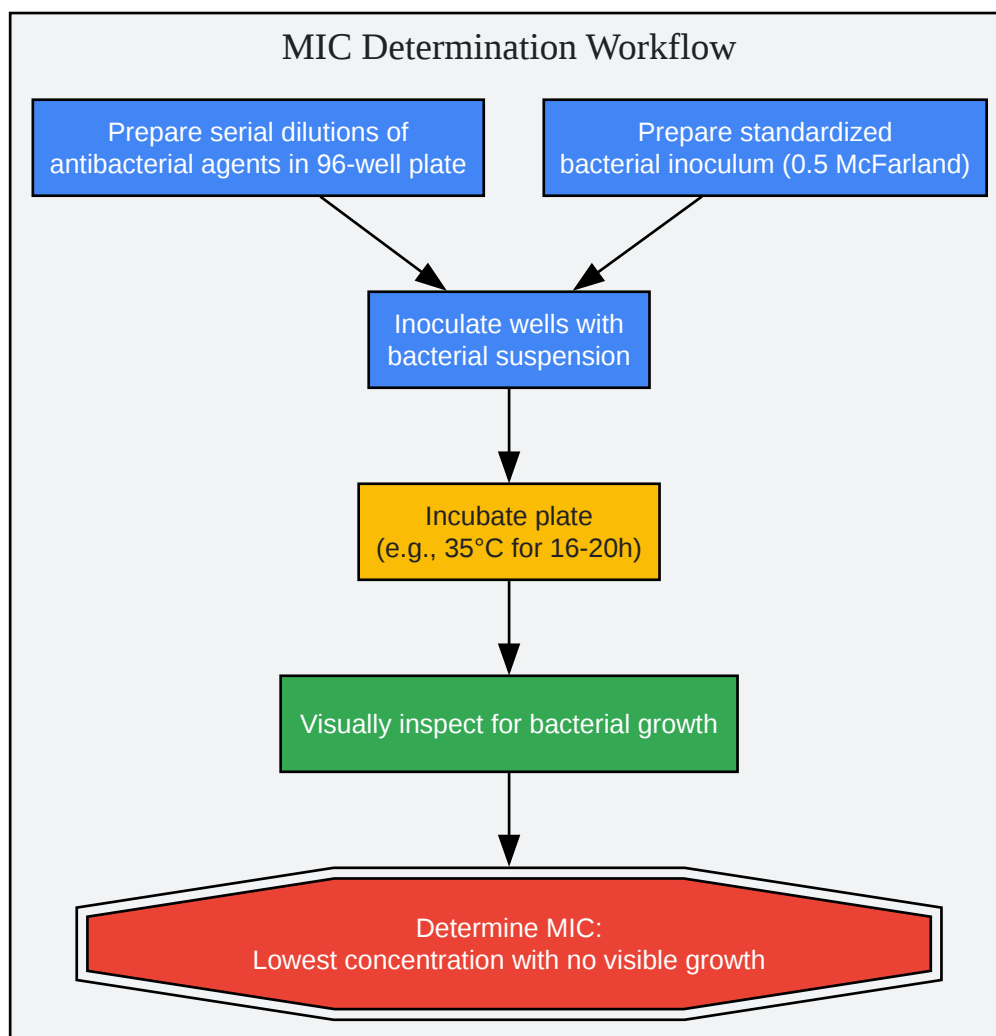 MIC Determination Workflow
Prepare serial dilutions of
antibacterial agents in 96-well plate
Prepare standardized
bacterial inoculum (0.5 McFarland)
Inoculate wells with
bacterial suspension
Incubate plate
(e.g., 35°C for 16-20h)
Visually inspect for bacterial growth
Determine MIC:
Lowest concentration with no visible growth